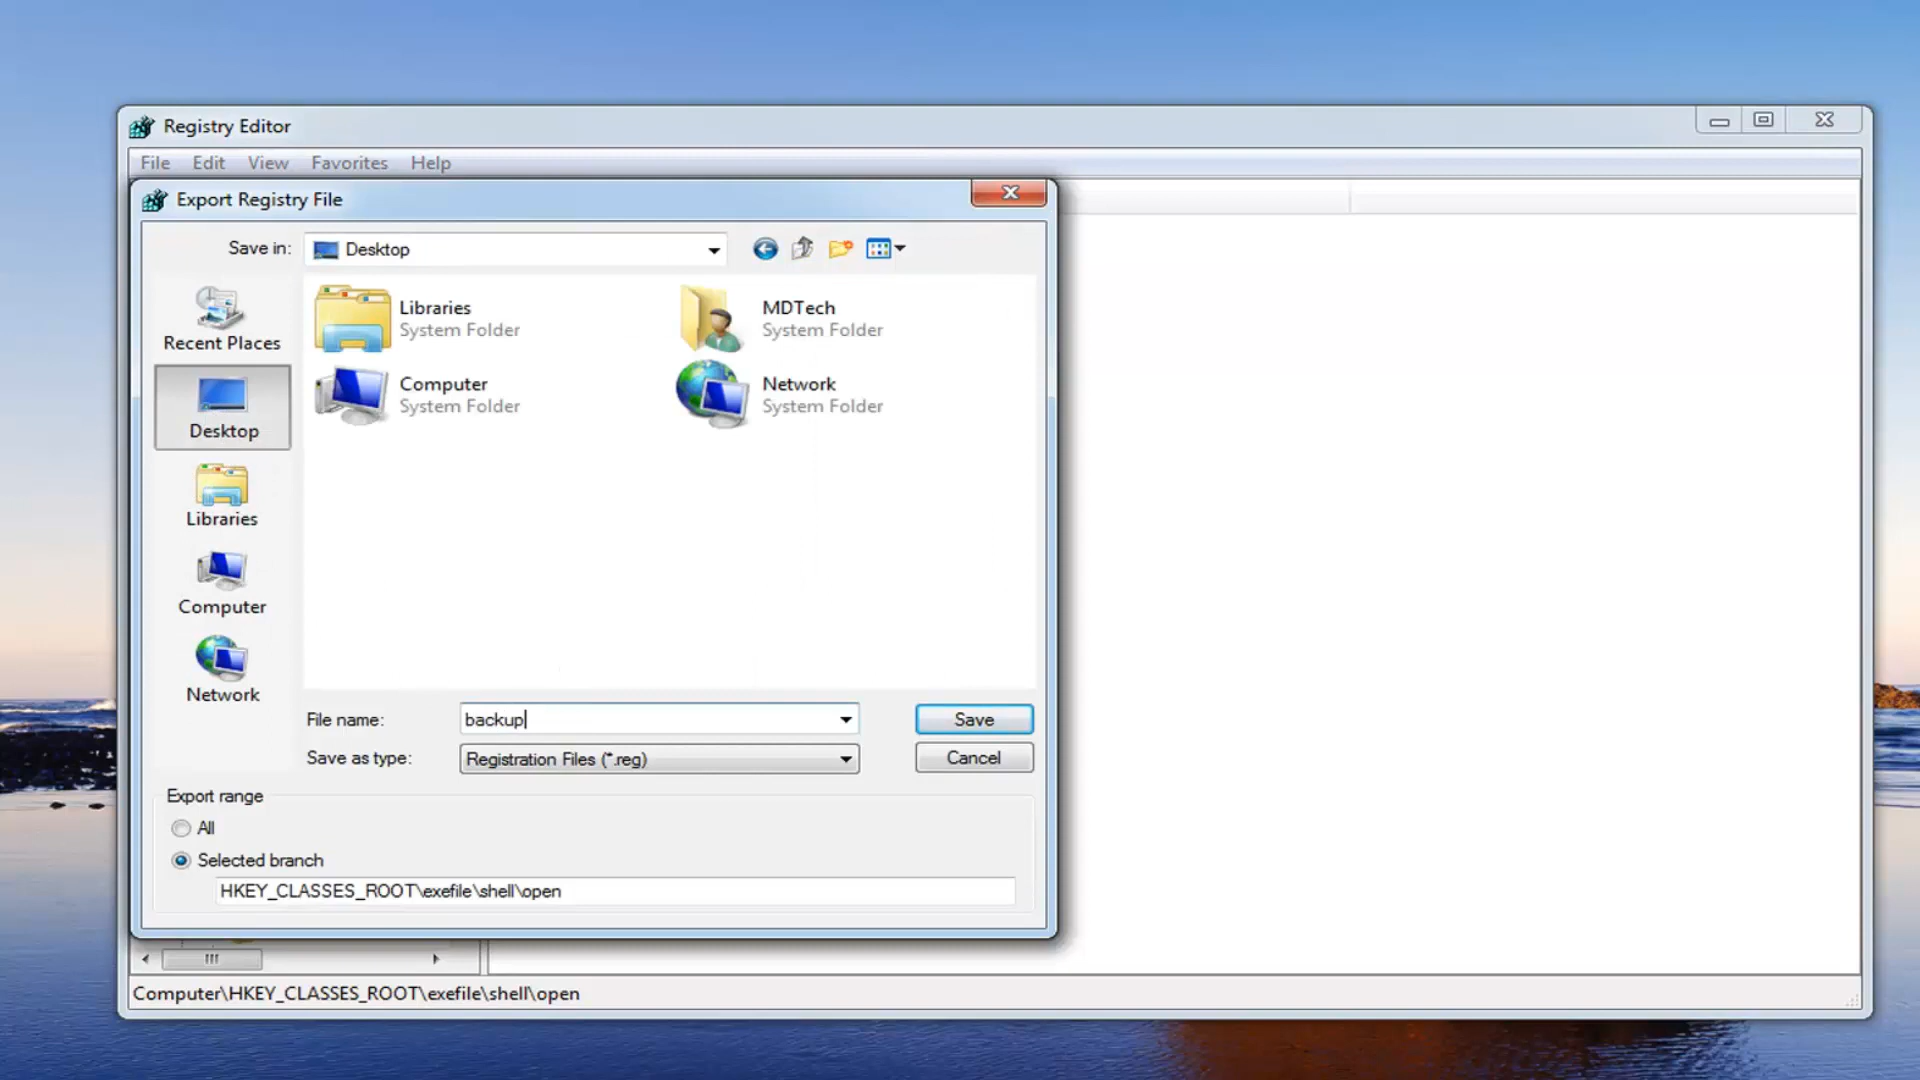 Registry Editor
File Edit View Favorites Help
Export Registry File
Save in: Desktop
Recent Places
Desktop
Libraries
Computer
Network
Libraries
System Folder
MDTech
System Folder
Computer
System Folder
Network
System Folder
File name: backup
Save
Save as type: Registration Files (*.reg)
Cancel
Export range
All
Selected branch
HKEY_CLASSES_ROOT\exefile\shell\open
Computer\HKEY_CLASSES_ROOT\exefile\shell\open